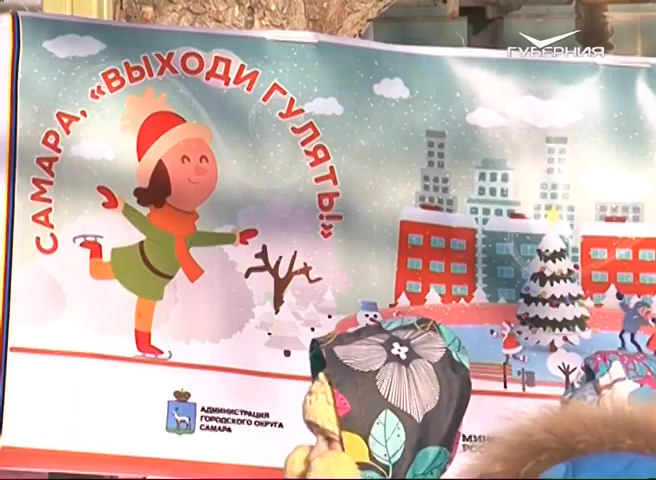 ГУБЕРНИЯ
САМАРА, «ВЫХОДИ ГУЛЯТЬ!»
АДМИНИСТРАЦИЯ
ГОРОДСКОГО ОКРУГА
САМАРА